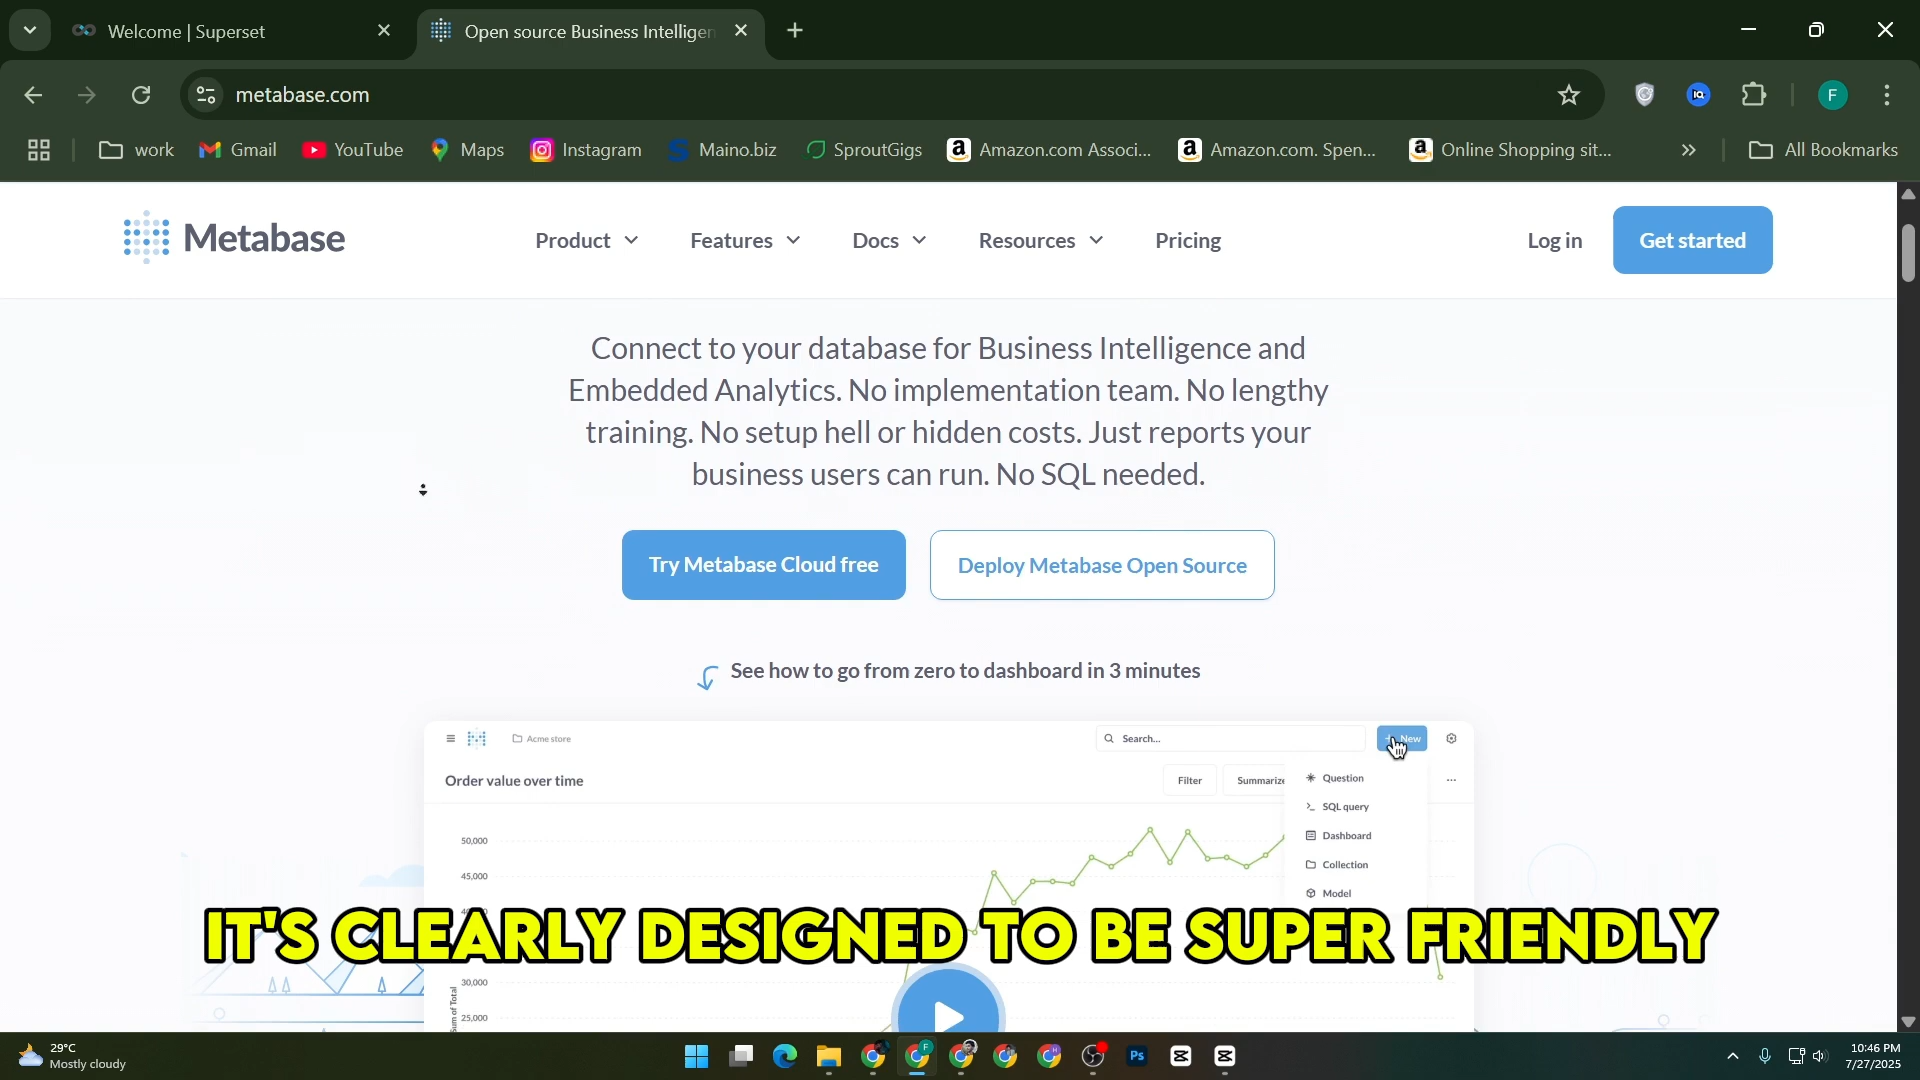 Welcome | Superset
Open source Business Intelligen
metabase.com
F
work
Gmail
YouTube
Maps
Instagram
Maino.biz
SproutGigs
Amazon.com Associ...
Amazon.com. Spen...
Online Shopping sit...
All Bookmarks
Metabase
Product
Features
Docs
Resources
Pricing
Log in
Get started
Connect to your database for Business Intelligence and
Embedded Analytics. No implementation team. No lengthy
training. No setup hell or hidden costs. Just reports your
business users can run. No SQL needed.
Try Metabase Cloud free
Deploy Metabase Open Source
See how to go from zero to dashboard in 3 minutes
Acme store
Search...
New
Order value over time
Filter
Summarize
Question
SQL query
Dashboard
Collection
Model
50,000
45,000
IT'S CLEARLY DESIGNED TO BE SUPER FRIENDLY
30,000
25,000
Sum of Total
29°C
Mostly cloudy
Ps
10:46 PM
7/27/2025